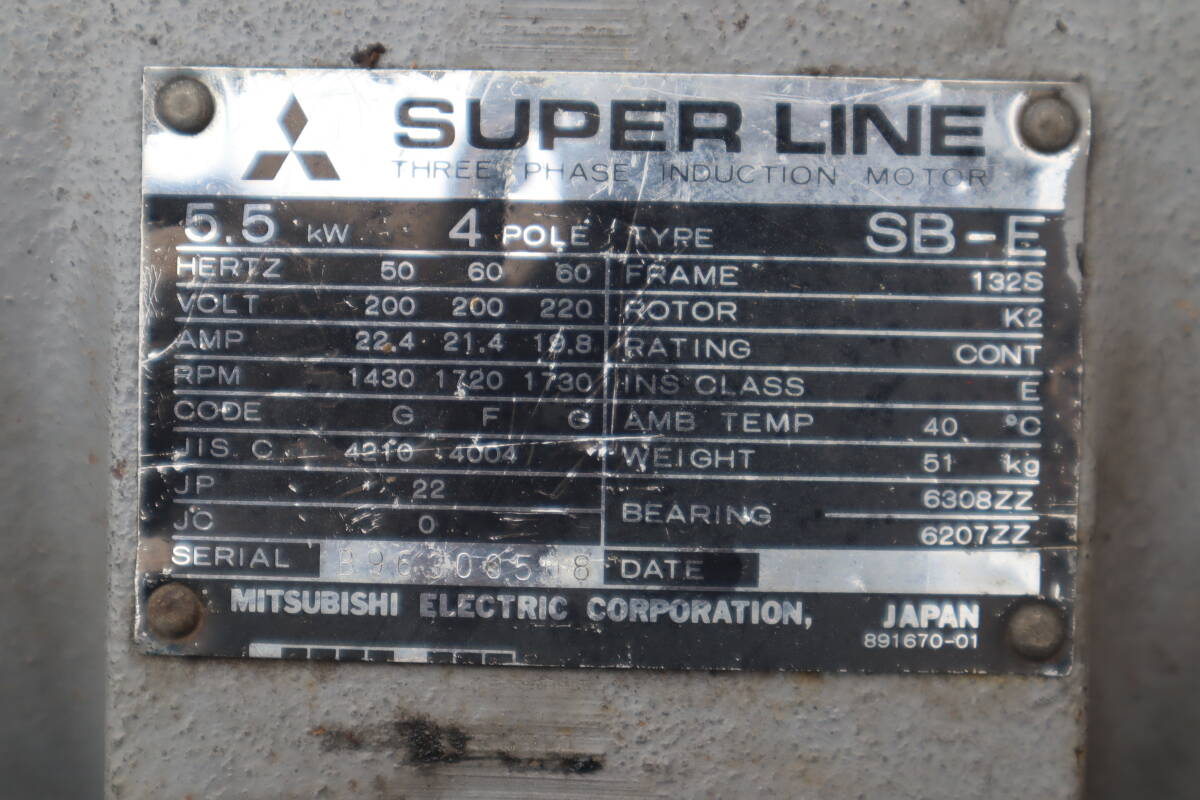 SUPER LINE
THREE PHASE INDUCTION MOTOR
5.5 kW 4 POLE TYPE SB-E
HERTZ 50 60 60 FRAME 132S
VOLT 200 200 220 ROTOR K2
AMP 22.4 21.4 19.8 RATING CONT
RPM 1430 1720 1730 INS CLASS E
CODE G F G AMB TEMP 40 °C
JIS C 4210 4004 WEIGHT 51 kg
JP 22 BEARING 6308ZZ
JC 0 6207ZZ
SERIAL DATE
MITSUBISHI ELECTRIC CORPORATION, JAPAN
891670-01